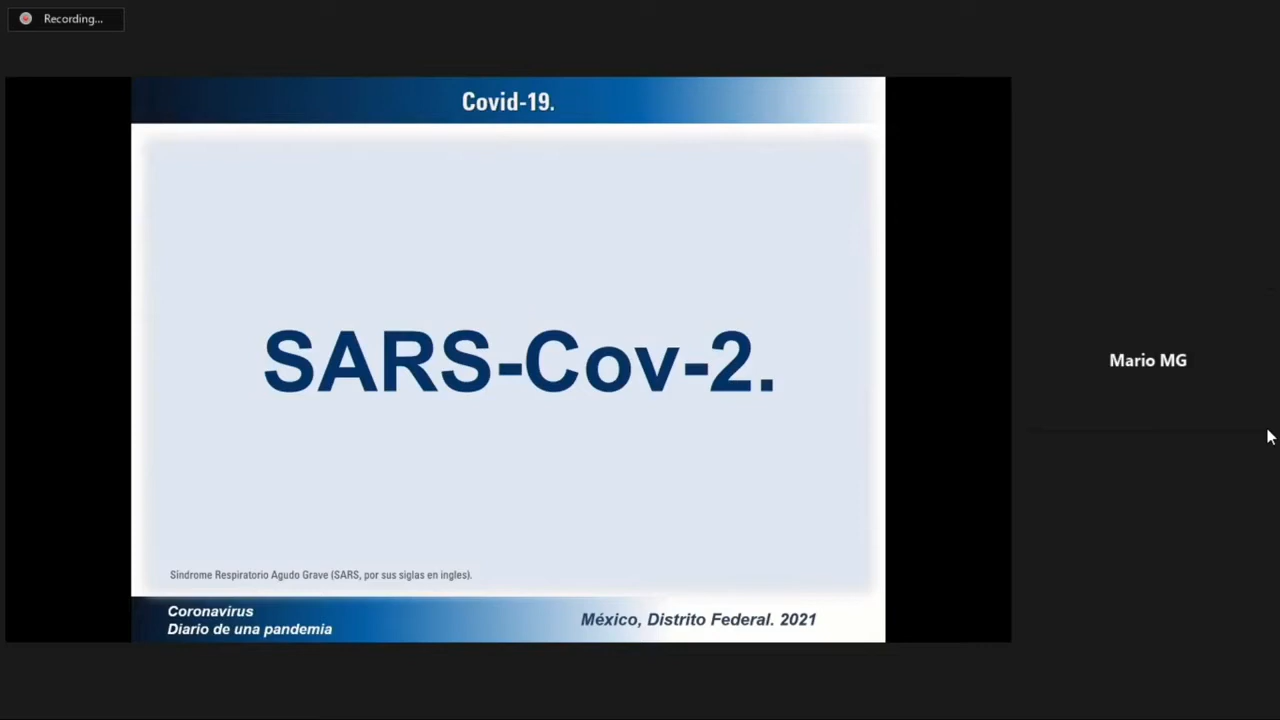 Recording...
Covid-19.
SARS-Cov-2.
Mario MG
Síndrome Respiratorio Agudo Grave (SARS, por sus siglas en ingles).
Coronavirus
Diario de una pandemia
México, Distrito Federal. 2021